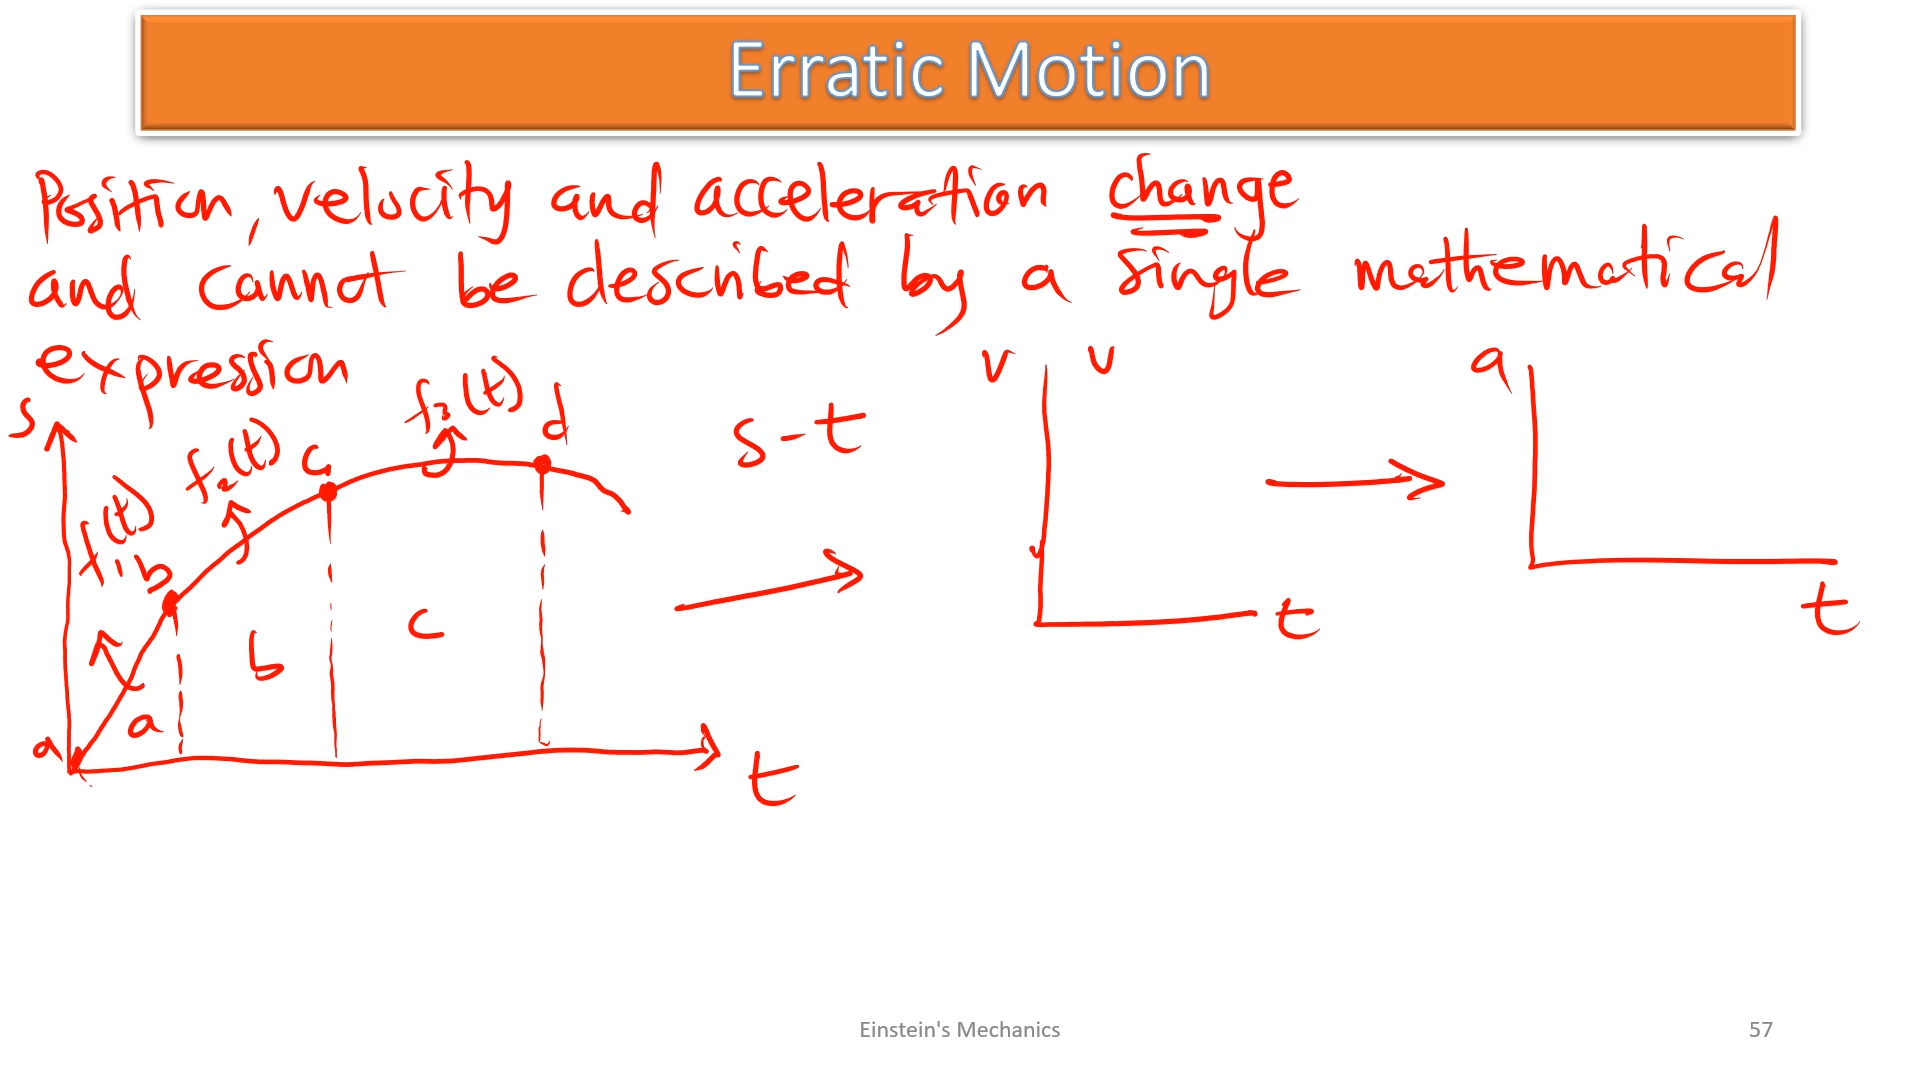 Erratic Motion
Position, velocity and acceleration change
and cannot be described by a single mathematical
expression
s
f1(t)
f2(t)
f3(t)
a
b
c
d
a
b
c
t
s-t
v v
t
a
t
Einstein's Mechanics
57